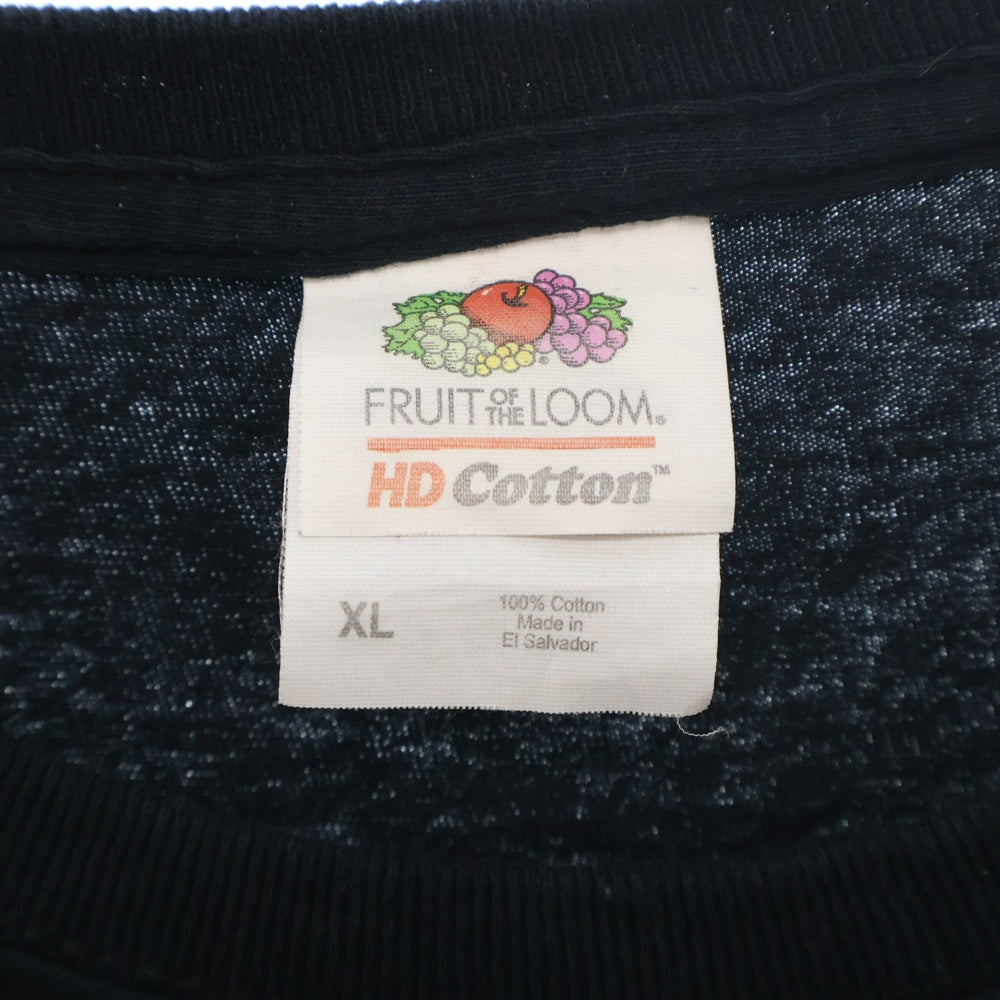 FRUIT OF THE LOOM®
HD Cotton™
XL
100% Cotton
Made in
El Salvador